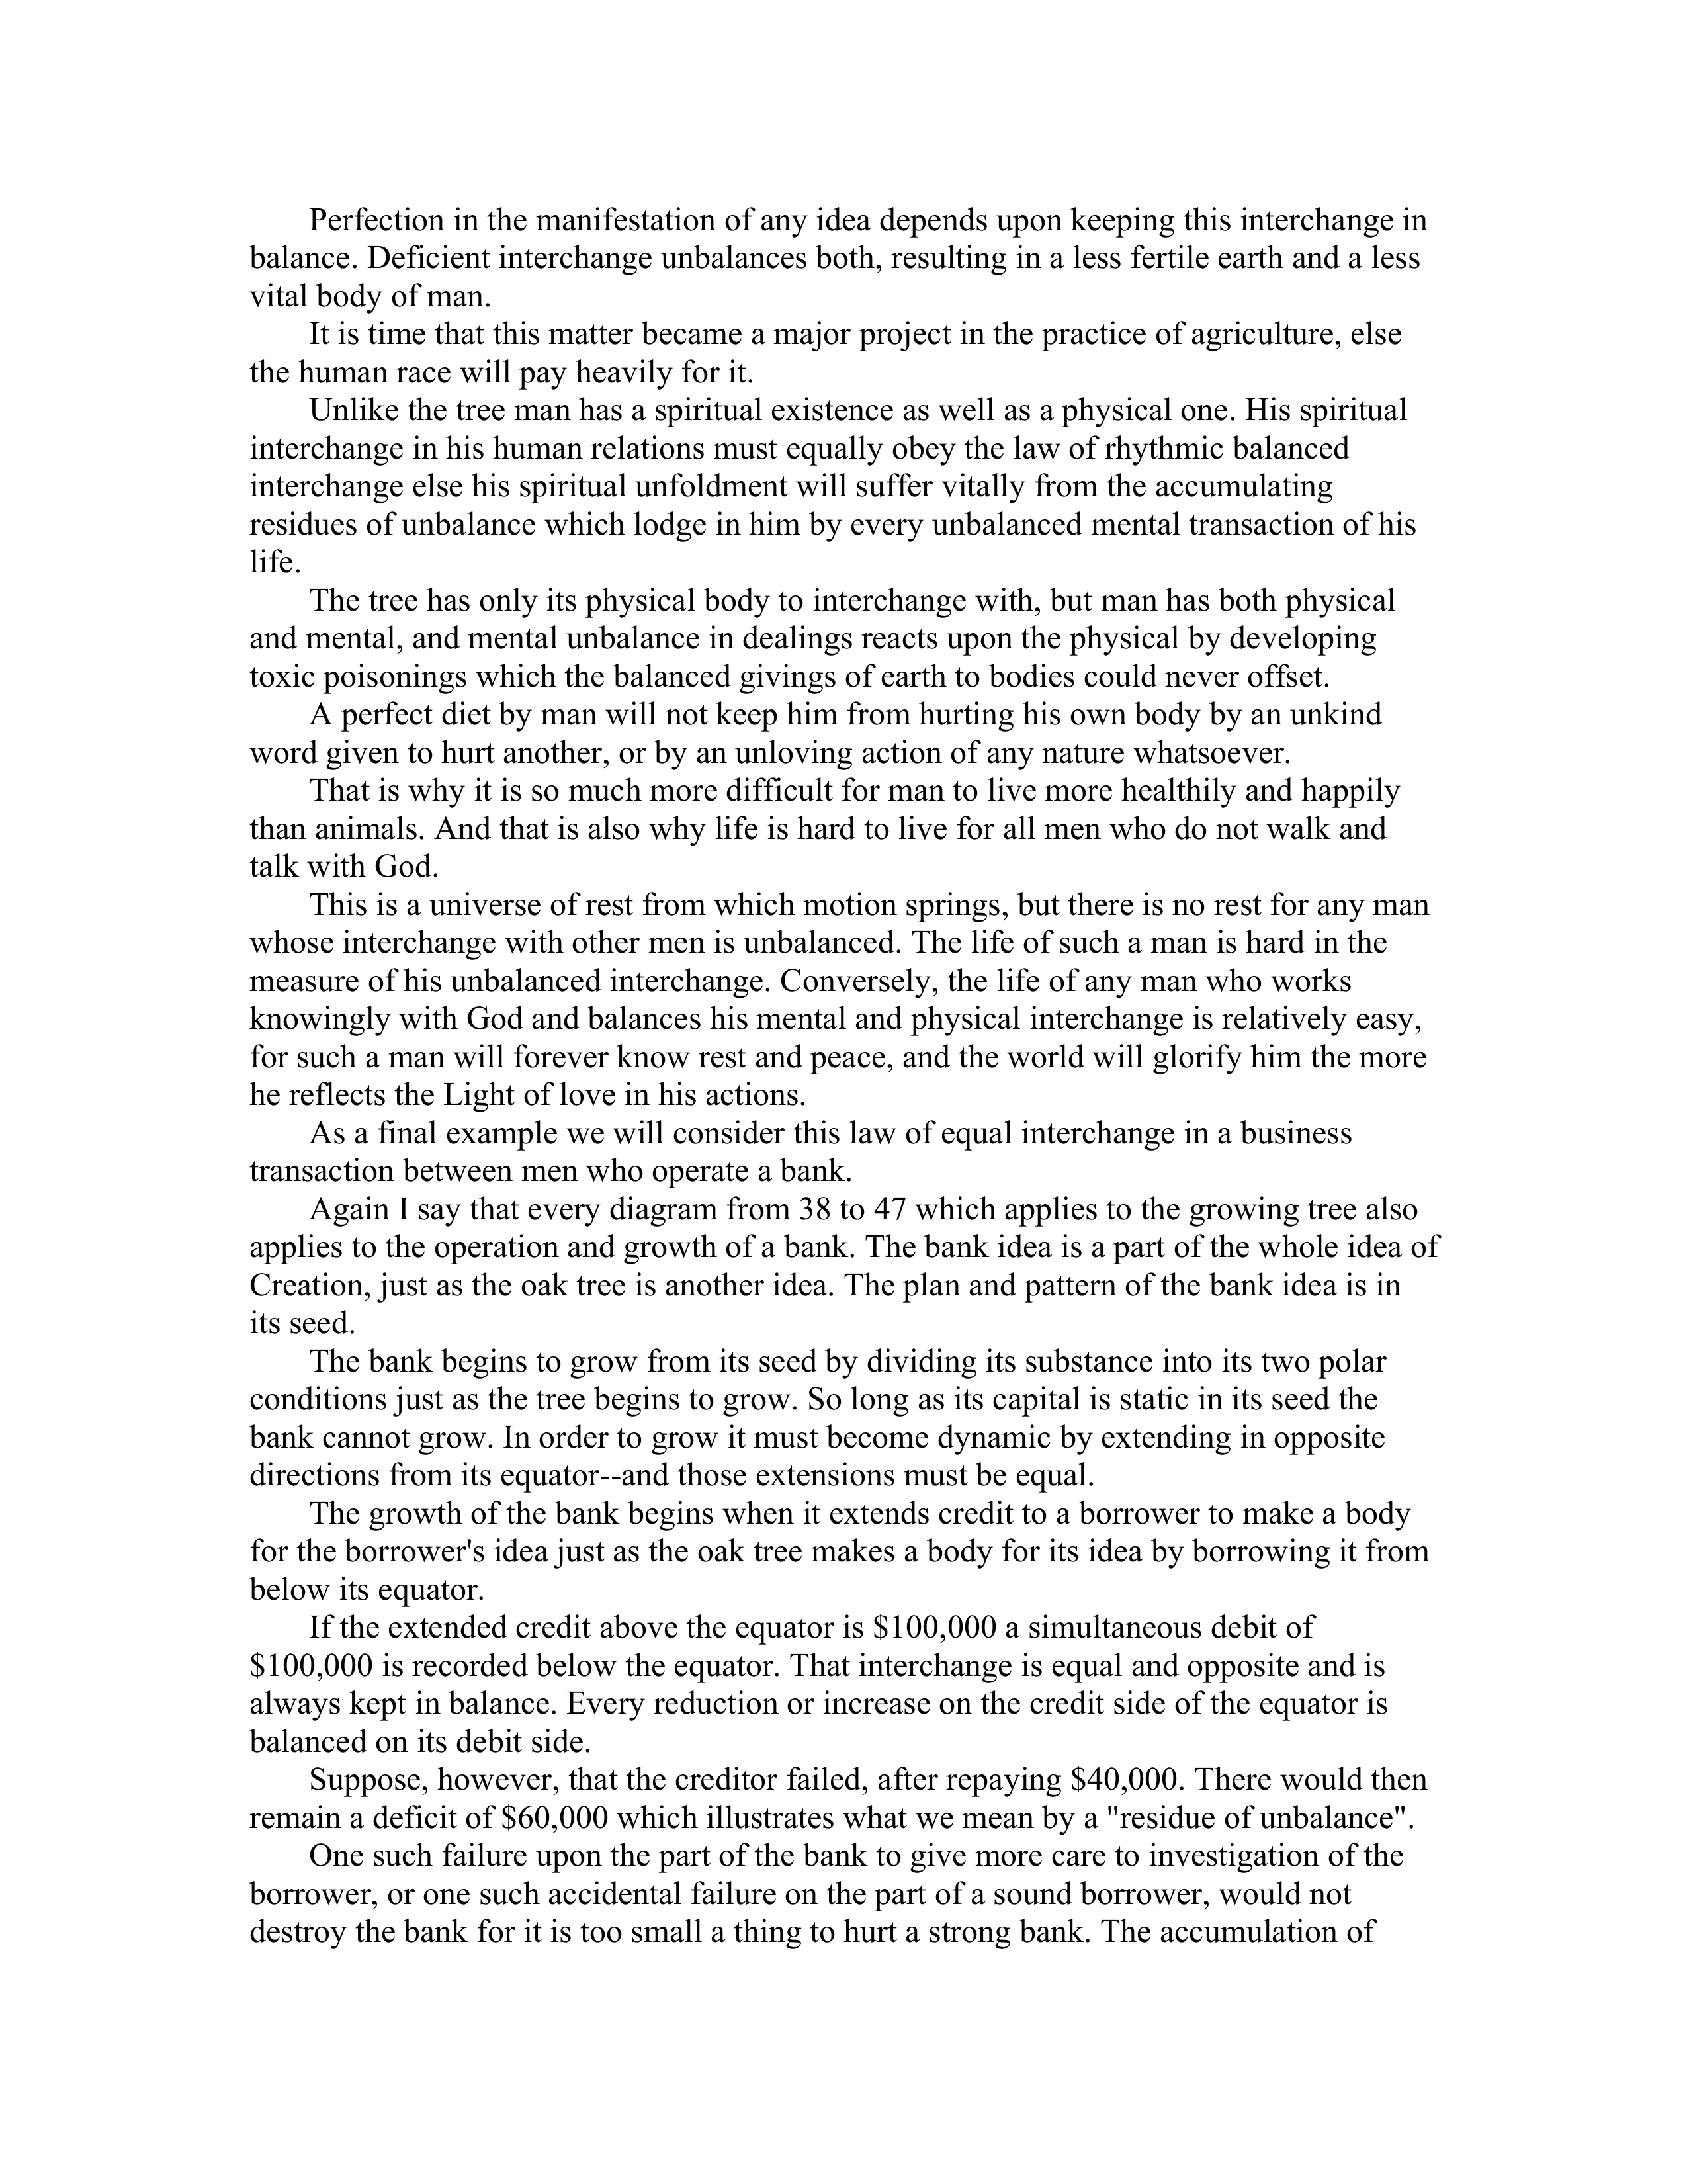 Perfection in the manifestation of any idea depends upon keeping this interchange in
balance. Deficient interchange unbalances both, resulting in a less fertile earth and a less
vital body of man.
It is time that this matter became a major project in the practice of agriculture, else
the human race will pay heavily for it.
Unlike the tree man has a spiritual existence as well as a physical one. His spiritual
interchange in his human relations must equally obey the law of rhythmic balanced
interchange else his spiritual unfoldment will suffer vitally from the accumulating
residues of unbalance which lodge in him by every unbalanced mental transaction of his
life.
The tree has only its physical body to interchange with, but man has both physical
and mental, and mental unbalance in dealings reacts upon the physical by developing
toxic poisonings which the balanced givings of earth to bodies could never offset.
A perfect diet by man will not keep him from hurting his own body by an unkind
word given to hurt another, or by an unloving action of any nature whatsoever.
That is why it is so much more difficult for man to live more healthily and happily
than animals. And that is also why life is hard to live for all men who do not walk and
talk with God.
This is a universe of rest from which motion springs, but there is no rest for any man
whose interchange with other men is unbalanced. The life of such a man is hard in the
measure of his unbalanced interchange. Conversely, the life of any man who works
knowingly with God and balances his mental and physical interchange is relatively easy,
for such a man will forever know rest and peace, and the world will glorify him the more
he reflects the Light of love in his actions.
As a final example we will consider this law of equal interchange in a business
transaction between men who operate a bank.
Again I say that every diagram from 38 to 47 which applies to the growing tree also
applies to the operation and growth of a bank. The bank idea is a part of the whole idea of
Creation, just as the oak tree is another idea. The plan and pattern of the bank idea is in
its seed.
The bank begins to grow from its seed by dividing its substance into its two polar
conditions just as the tree begins to grow. So long as its capital is static in its seed the
bank cannot grow. In order to grow it must become dynamic by extending in opposite
directions from its equator--and those extensions must be equal.
The growth of the bank begins when it extends credit to a borrower to make a body
for the borrower's idea just as the oak tree makes a body for its idea by borrowing it from
below its equator.
If the extended credit above the equator is $100,000 a simultaneous debit of
$100,000 is recorded below the equator. That interchange is equal and opposite and is
always kept in balance. Every reduction or increase on the credit side of the equator is
balanced on its debit side.
Suppose, however, that the creditor failed, after repaying $40,000. There would then
remain a deficit of $60,000 which illustrates what we mean by a "residue of unbalance".
One such failure upon the part of the bank to give more care to investigation of the
borrower, or one such accidental failure on the part of a sound borrower, would not
destroy the bank for it is too small a thing to hurt a strong bank. The accumulation of